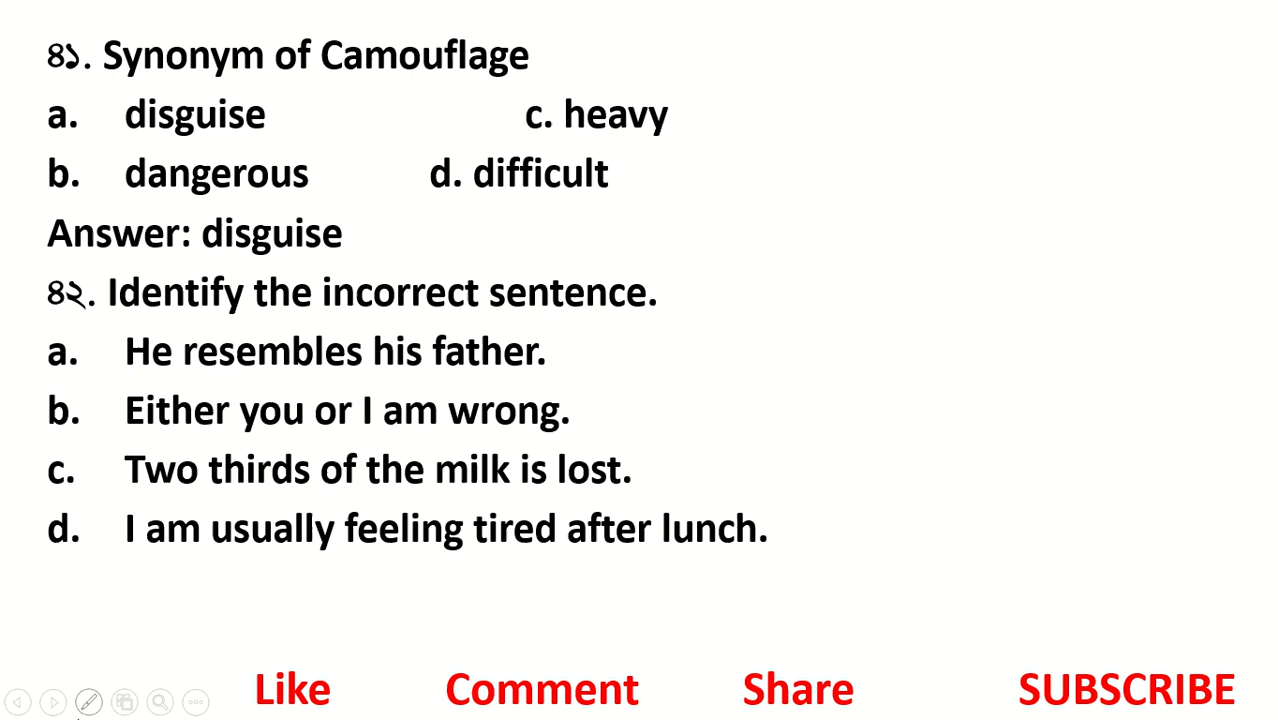 ৪১. Synonym of Camouflage
a. disguise c. heavy
b. dangerous d. difficult
Answer: disguise
৪২. Identify the incorrect sentence.
a. He resembles his father.
b. Either you or I am wrong.
c. Two thirds of the milk is lost.
d. I am usually feeling tired after lunch.
Like Comment Share SUBSCRIBE